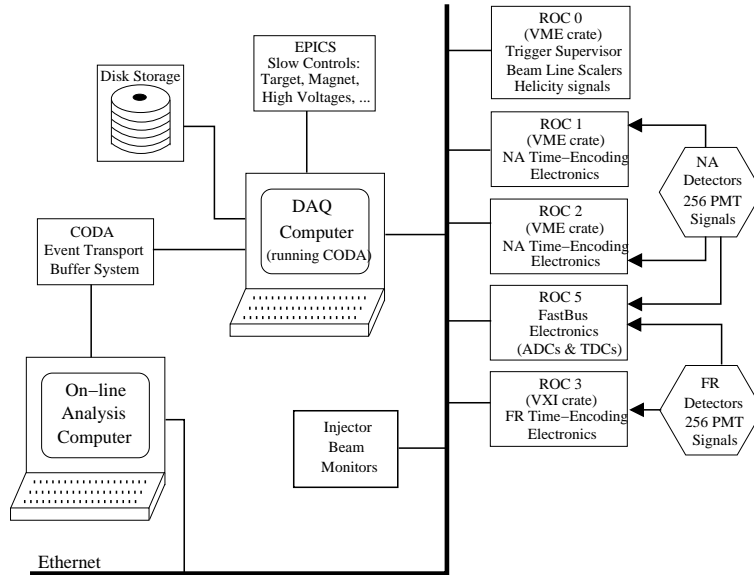 Disk Storage
EPICS
Slow Controls:
Target, Magnet,
High Voltages, ...
ROC 0
(VME crate)
Trigger Supervisor
Beam Line Scalers
Helicity signals
ROC 1
(VME crate)
NA Time−Encoding
Electronics
NA
Detectors
256 PMT
Signals
DAQ
Computer
(running CODA)
ROC 2
(VME crate)
NA Time−Encoding
Electronics
CODA
Event Transport
Buffer System
ROC 5
FastBus
Electronics
(ADCs & TDCs)
On−line
Analysis
Computer
Injector
Beam
Monitors
ROC 3
(VXI crate)
FR Time−Encoding
Electronics
FR
Detectors
256 PMT
Signals
Ethernet